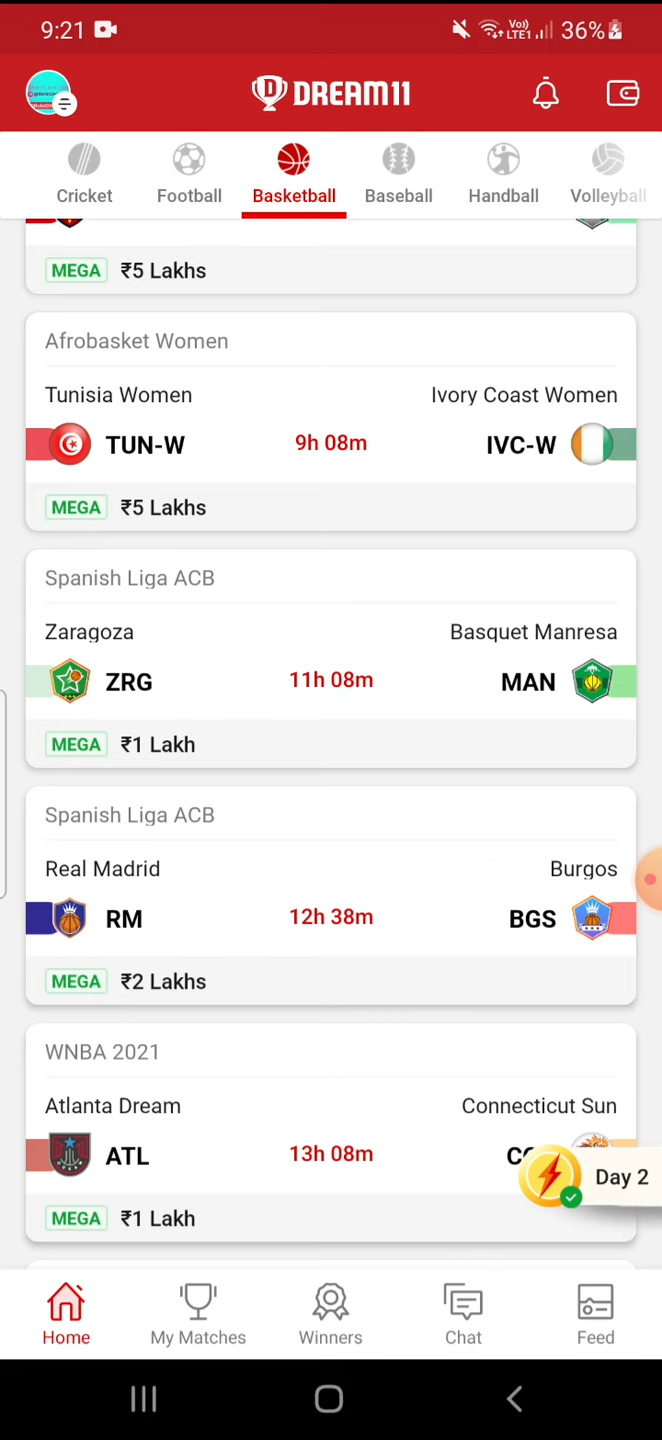 9:21
Vo)) LTE1 36%
DREAM11
Cricket Football Basketball Baseball Handball Volleyball
MEGA ₹5 Lakhs
Afrobasket Women
Tunisia Women Ivory Coast Women
TUN-W 9h 08m IVC-W
MEGA ₹5 Lakhs
Spanish Liga ACB
Zaragoza Basquet Manresa
ZRG 11h 08m MAN
MEGA ₹1 Lakh
Spanish Liga ACB
Real Madrid Burgos
RM 12h 38m BGS
MEGA ₹2 Lakhs
WNBA 2021
Atlanta Dream Connecticut Sun
ATL 13h 08m
Day 2
MEGA ₹1 Lakh
Home My Matches Winners Chat Feed